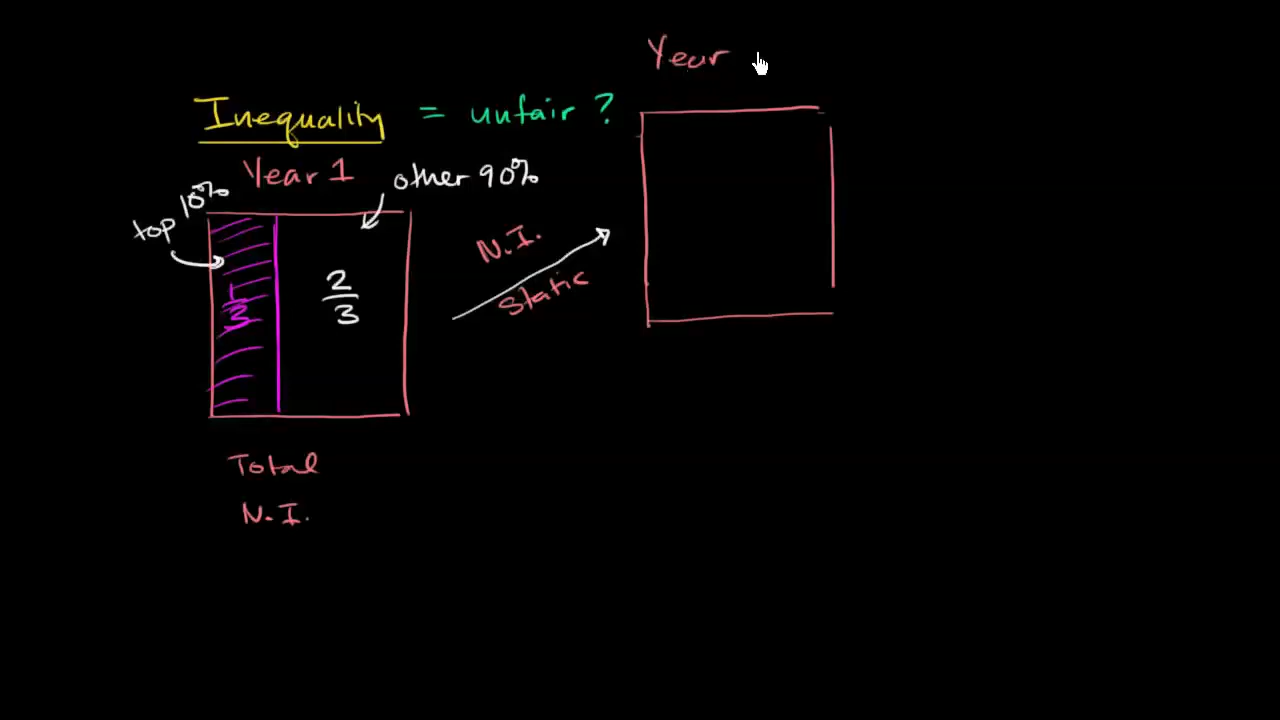 Year
Inequality = unfair ?
Year 1
other 90%
top 10%
N.I.
Static
1/3
2/3
Total
N.I.